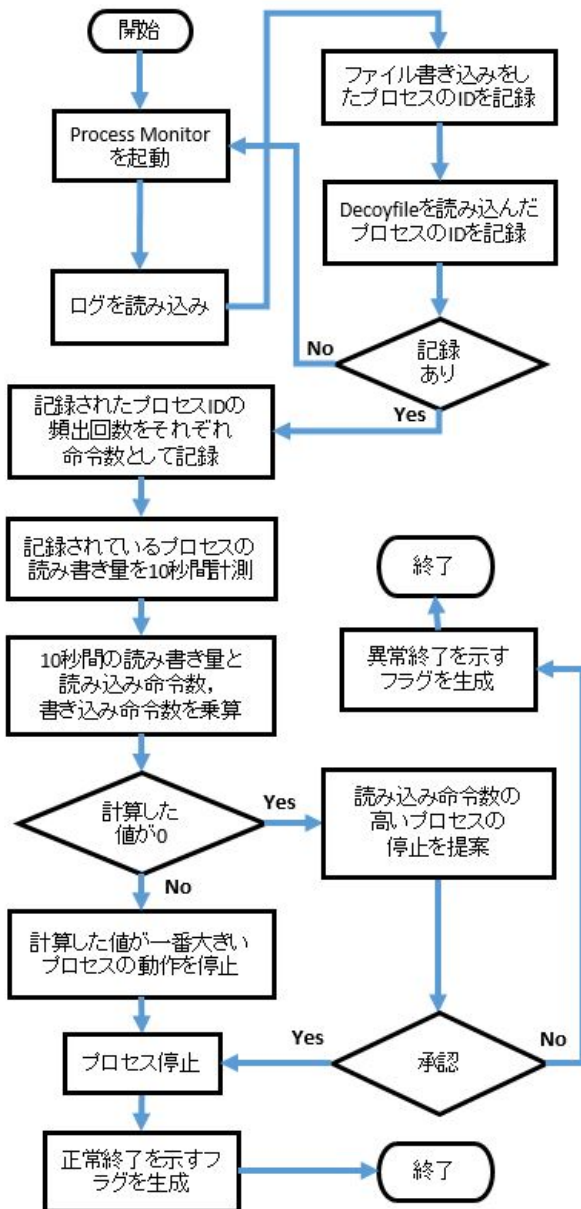 開始
Process Monitor
を起動
ログを読み込み
ファイル書き込みをし
たプロセスのIDを記録
Decoyfileを読み込んだ
プロセスのIDを記録
記録
あり
No
Yes
記録されたプロセスIDの
頻出回数をそれぞれ
命令数として記録
記録されているプロセスの
読み書き量を10秒間計測
10秒間の読み書き量と
読み込み命令数,
書き込み命令数を乗算
計算した
値が0
Yes
No
読み込み命令数の
高いプロセスの
停止を提案
計算した値が一番大きい
プロセスの動作を停止
承認
Yes
No
プロセス停止
正常終了を示すフ
ラグを生成
終了
異常終了を示す
フラグを生成
終了